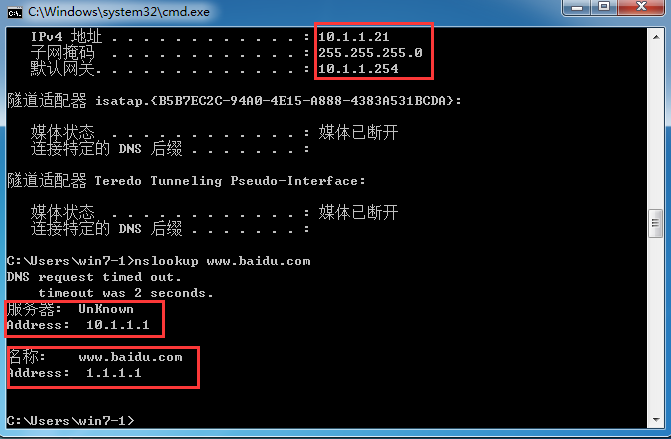 C:\Windows\system32\cmd.exe
IPv4 地址 . . . . . . . . . . . . : 10.1.1.21
子网掩码 . . . . . . . . . . . . : 255.255.255.0
默认网关. . . . . . . . . . . . . : 10.1.1.254
隧道适配器 isatap.{B5B7EC2C-94A0-4E15-A888-4383A531BCDA}:
媒体状态 . . . . . . . . . . . . : 媒体已断开
连接特定的 DNS 后缀 . . . . . . . :
隧道适配器 Teredo Tunneling Pseudo-Interface:
媒体状态 . . . . . . . . . . . . : 媒体已断开
连接特定的 DNS 后缀 . . . . . . . :
C:\Users\win7-1>nslookup www.baidu.com
DNS request timed out.
timeout was 2 seconds.
服务器: UnKnown
Address: 10.1.1.1
名称: www.baidu.com
Address: 1.1.1.1
C:\Users\win7-1>